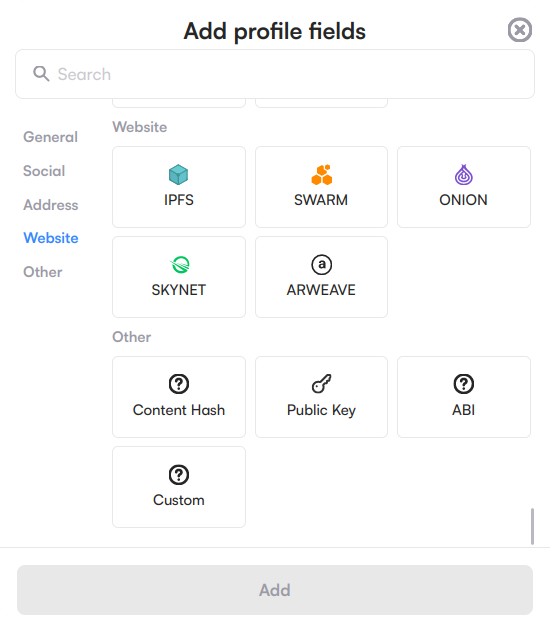 Add profile fields
Search
General
Social
Address
Website
Other
Website
IPFS
SWARM
ONION
SKYNET
ARWEAVE
Other
Content Hash
Public Key
ABI
Custom
Add